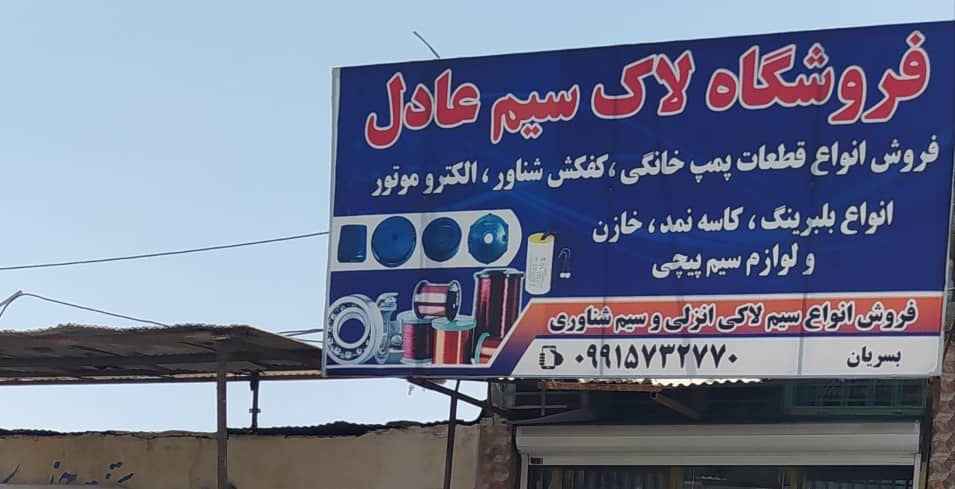 فروشگاه لاک سیم عادل
فروش انواع قطعات پمپ خانگی، کفکش شناور، الکترو موتور
انواع بلبرینگ، کاسه نمد، خازن
و لوازم سیم پیچی
فروش انواع سیم لاکی انزلی و سیم شناوری
بسریان ۰۹۹۱۵۷۳۲۷۷۰